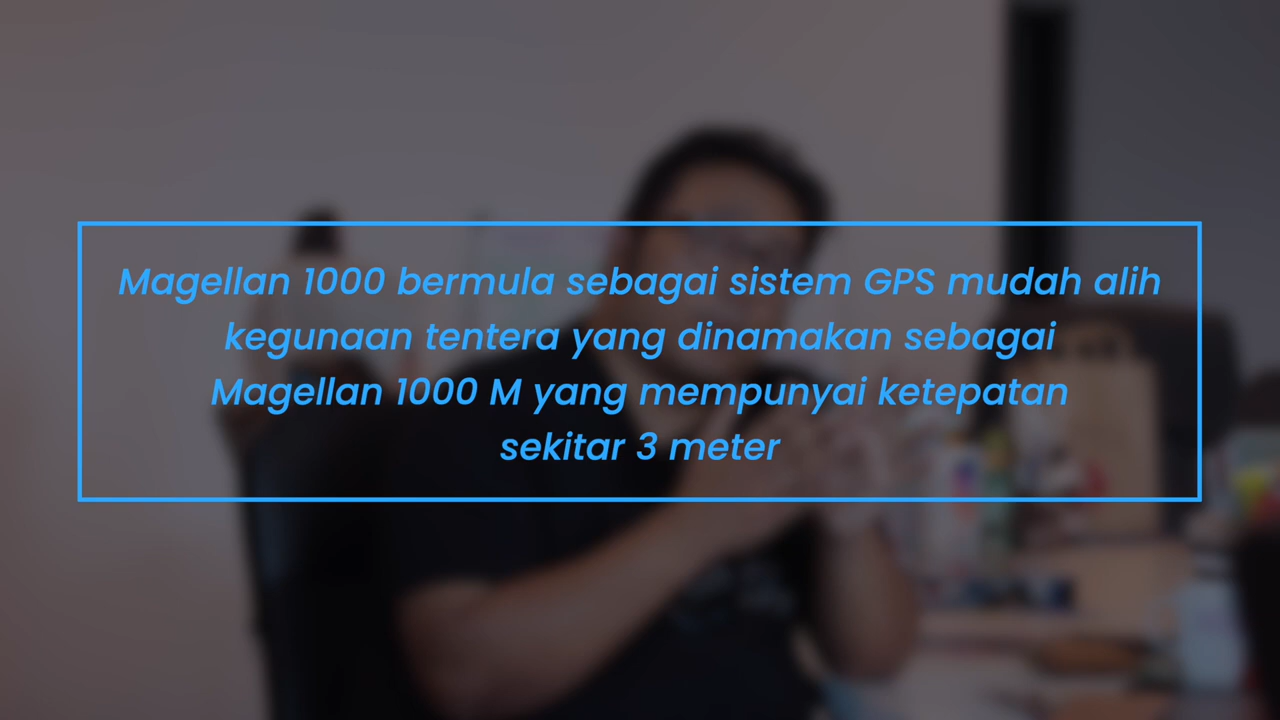 Magellan 1000 bermula sebagai sistem GPS mudah alih
kegunaan tentera yang dinamakan sebagai
Magellan 1000 M yang mempunyai ketepatan
sekitar 3 meter